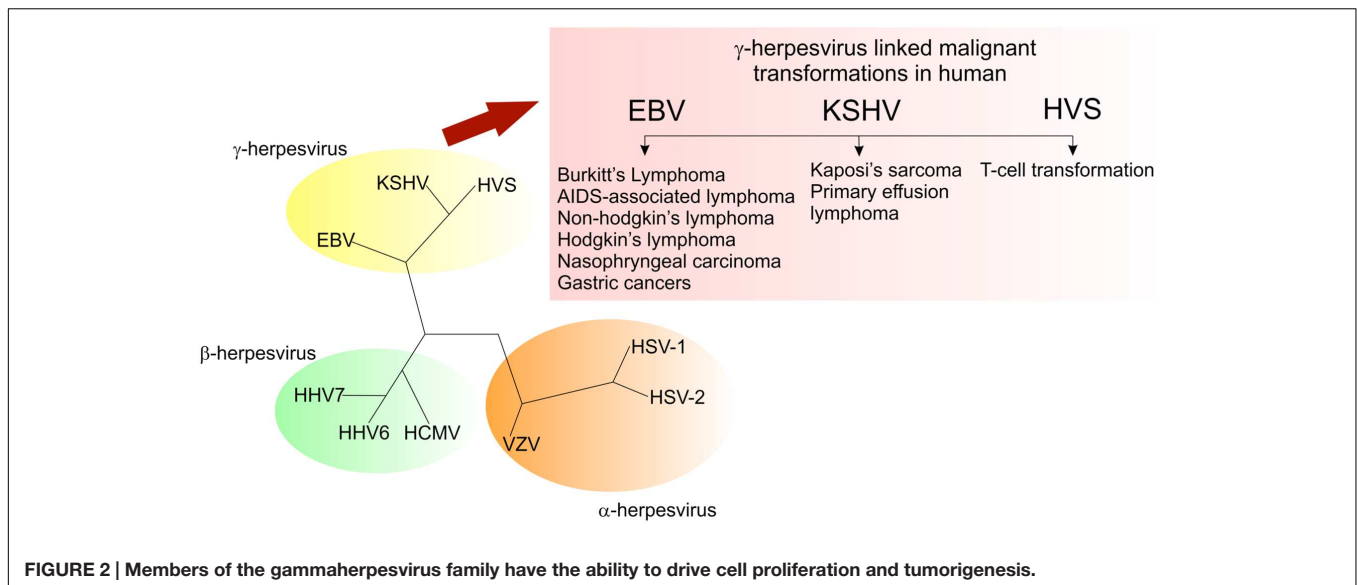 γ-herpesvirus linked malignant
transformations in human
EBV
KSHV
HVS
Burkitt's Lymphoma
AIDS-associated lymphoma
Non-hodgkin's lymphoma
Hodgkin's lymphoma
Nasophryngeal carcinoma
Gastric cancers
Kaposi's sarcoma
Primary effusion
lymphoma
T-cell transformation
γ-herpesvirus
KSHV
HVS
EBV
β-herpesvirus
HHV7
HHV6
HCMV
HSV-1
HSV-2
VZV
α-herpesvirus
FIGURE 2 | Members of the gammaherpesvirus family have the ability to drive cell proliferation and tumorigenesis.